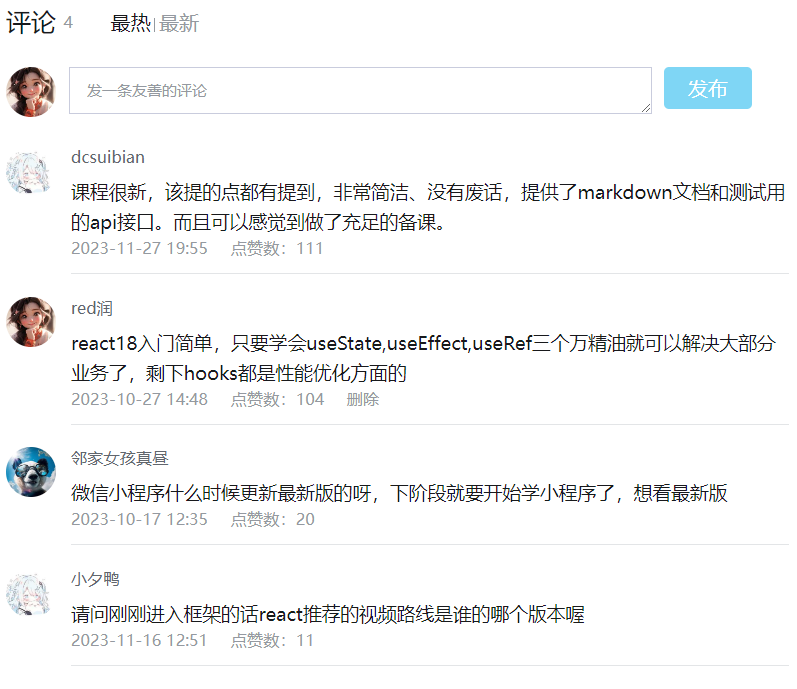 评论 4 最热 | 最新
发一条友善的评论 发布
dcsuibian
课程很新，该提的点都有提到，非常简洁、没有废话，提供了markdown文档和测试用
的api接口。而且可以感觉到做了充足的备课。
2023-11-27 19:55 点赞数：111
red润
react18入门简单，只要学会useState,useEffect,useRef三个万精油就可以解决大部分
业务了，剩下hooks都是性能优化方面的
2023-10-27 14:48 点赞数：104 删除
邻家女孩真昼
微信小程序什么时候更新最新版的呀，下阶段就要开始学小程序了，想看最新版
2023-10-17 12:35 点赞数：20
小夕鸭
请问刚刚进入框架的话react推荐的视频路线是谁的哪个版本喔
2023-11-16 12:51 点赞数：11